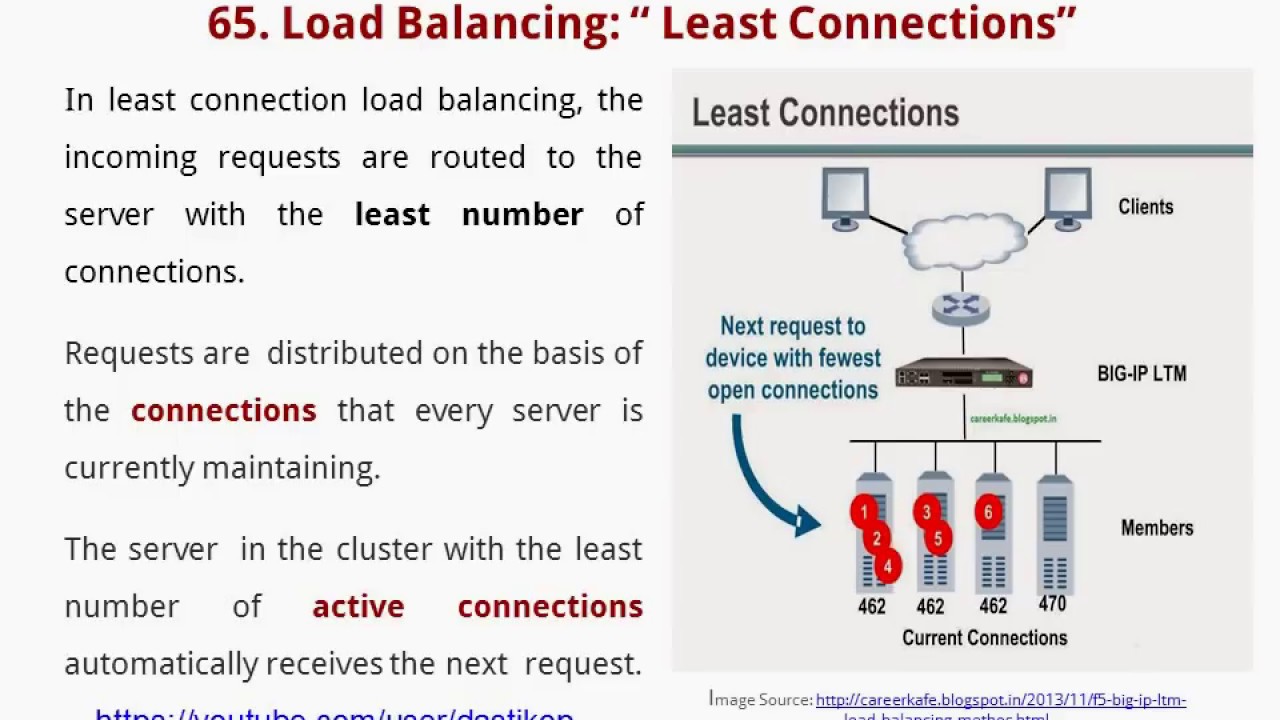 65. Load Balancing: “ Least Connections”
In least connection load balancing, the
incoming requests are routed to the
server with the least number of
connections.
Requests are distributed on the basis of
the connections that every server is
currently maintaining.
The server in the cluster with the least
number of active connections
automatically receives the next request.
https://youtube.com/user/dgetikon
Least Connections
Clients
Next request to
device with fewest
open connections
BIG-IP LTM
careerkafe.blogspot.in
1
2
4
3
5
6
Members
462 462 462 470
Current Connections
Image Source: http://careerkafe.blogspot.in/2013/11/f5-big-ip-ltm-
load-balancing-methos.html